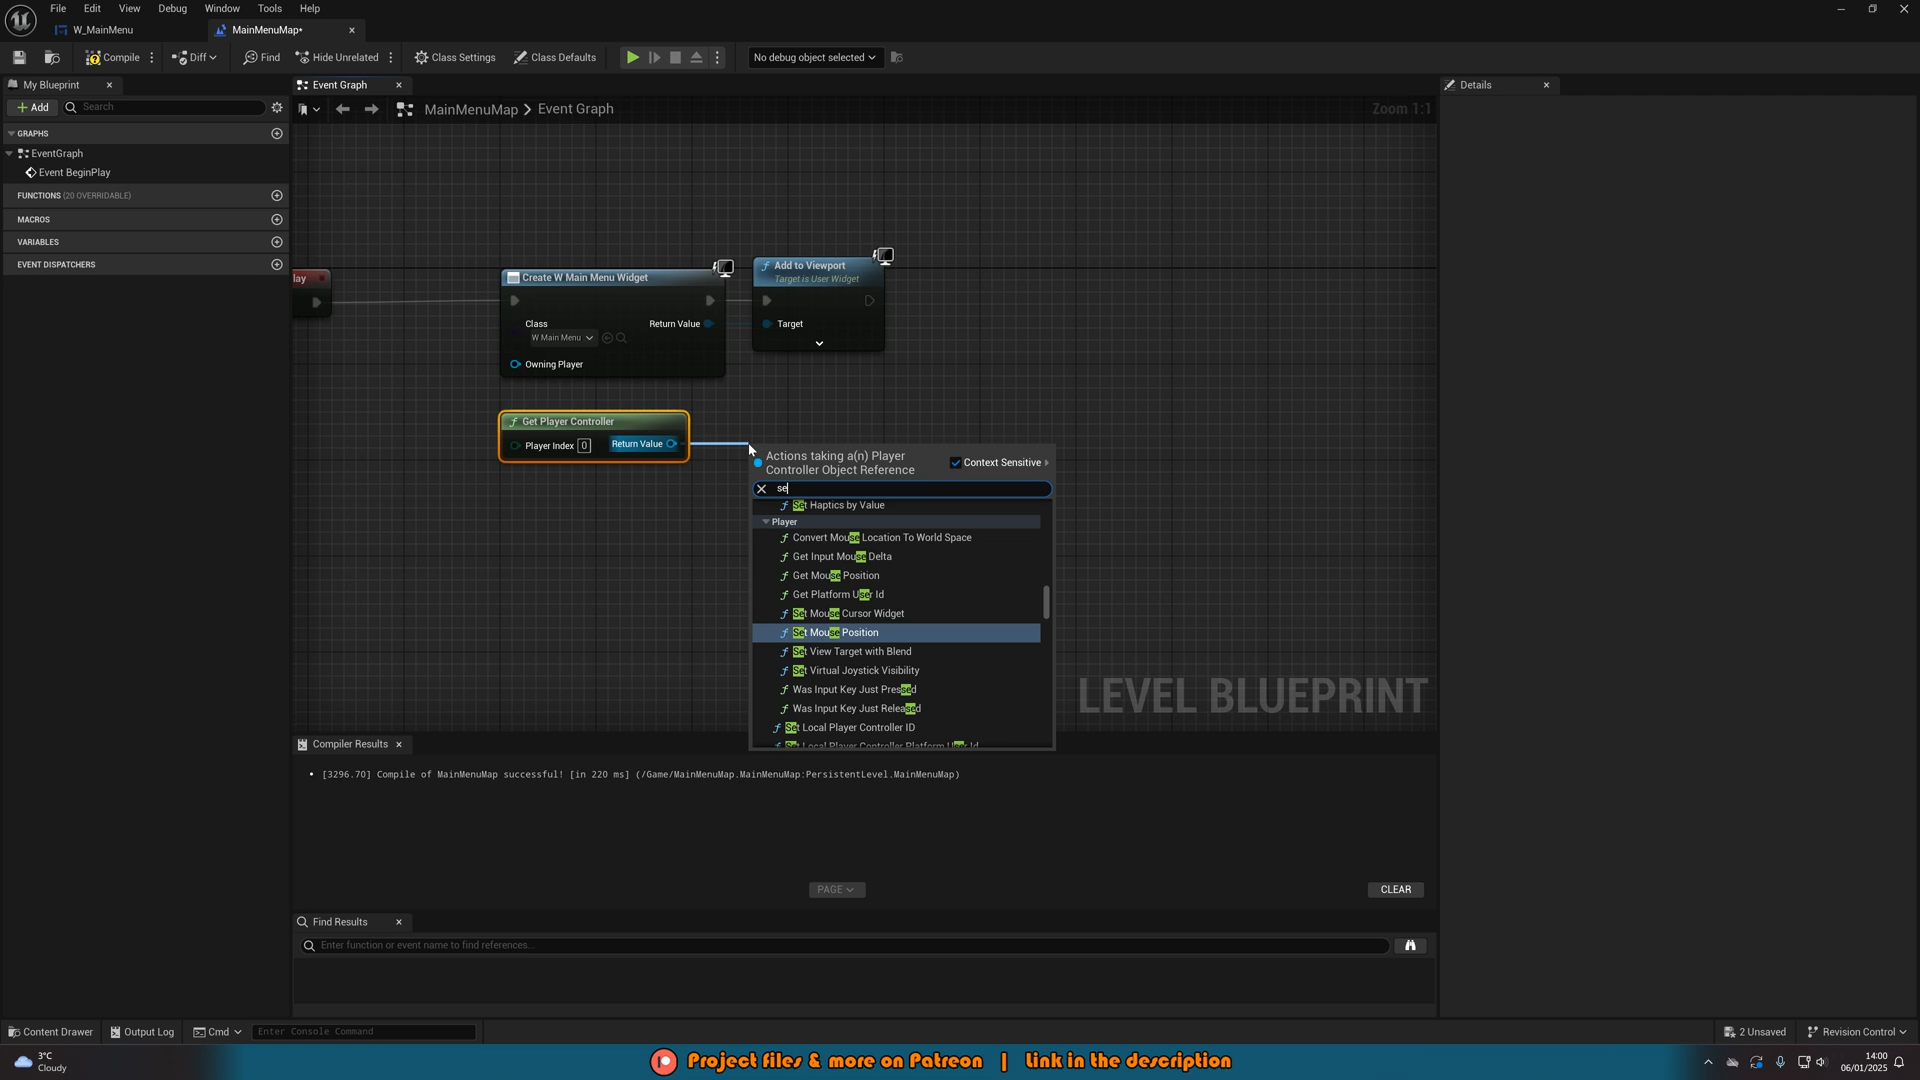 File Edit View Debug Window Tools Help
W_MainMenu
MainMenuMap*
Compile Diff Find Hide Unrelated Class Settings Class Defaults No debug object selected
My Blueprint
Add Search
GRAPHS
EventGraph
Event BeginPlay
FUNCTIONS (20 OVERRIDABLE)
MACROS
VARIABLES
EVENT DISPATCHERS
Event Graph
MainMenuMap > Event Graph
Zoom 1:1
lay
Create W Main Menu Widget
Class
W Main Menu
Return Value
Owning Player
Add to Viewport
Target is User Widget
Target
Get Player Controller
Player Index 0 Return Value
Actions taking a(n) Player
Controller Object Reference
Context Sensitive
se
Set Haptics by Value
Player
Convert Mouse Location To World Space
Get Input Mouse Delta
Get Mouse Position
Get Platform User Id
Set Mouse Cursor Widget
Set Mouse Position
Set View Target with Blend
Set Virtual Joystick Visibility
Was Input Key Just Pressed
Was Input Key Just Released
Set Local Player Controller ID
Set Local Player Controller Platform User Id
LEVEL BLUEPRINT
Details
Compiler Results
• [3296.70] Compile of MainMenuMap successful! [in 220 ms] (/Game/MainMenuMap.MainMenuMap:PersistentLevel.MainMenuMap)
PAGE
CLEAR
Find Results
Enter function or event name to find references...
Content Drawer Output Log Cmd Enter Console Command
2 Unsaved Revision Control
3°C
Cloudy
Project files & more on Patreon | Link in the description
14:00
06/01/2025